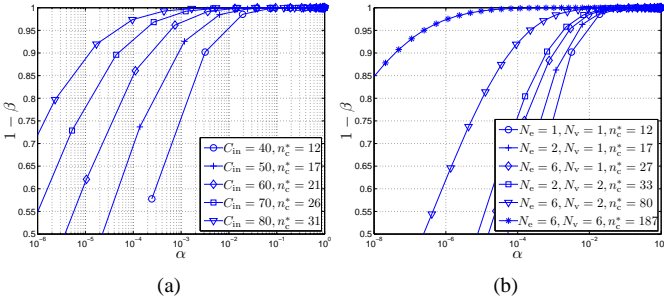 1
0.95
0.9
0.85
0.8
0.75
0.7
0.65
0.6
0.55
0.5
1 − β
10⁻⁶ 10⁻⁵ 10⁻⁴ 10⁻³ 10⁻² 10⁻¹ 10⁰
α
C_in = 40, n_c^* = 12
C_in = 50, n_c^* = 17
C_in = 60, n_c^* = 21
C_in = 70, n_c^* = 26
C_in = 80, n_c^* = 31
(a)
1
0.95
0.9
0.85
0.8
0.75
0.7
0.65
0.6
0.55
0.5
1 − β
10⁻⁸ 10⁻⁶ 10⁻⁴ 10⁻² 10⁰
α
N_e = 1, N_v = 1, n_c^* = 12
N_e = 2, N_v = 1, n_c^* = 17
N_e = 6, N_v = 1, n_c^* = 27
N_e = 2, N_v = 2, n_c^* = 33
N_e = 6, N_v = 2, n_c^* = 80
N_e = 6, N_v = 6, n_c^* = 187
(b)